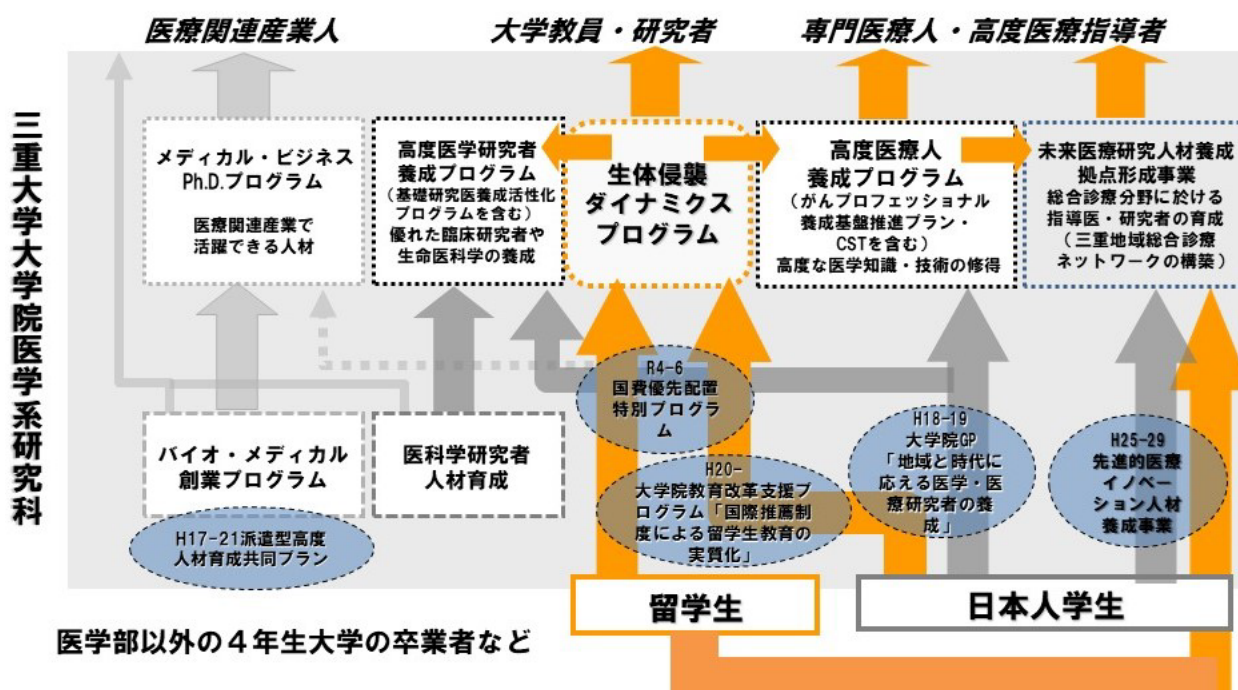 医療関連産業人
大学教員・研究者
専門医療人・高度医療指導者
三重大学大学院医学系研究科
メディカル・ビジネス
Ph.D.プログラム
医療関連産業で
活躍できる人材
高度医学研究者
養成プログラム
(基礎研究医養成活性化
プログラムを含む)
優れた臨床研究者や
生命医科学の養成
生体侵襲
ダイナミクス
プログラム
高度医療人
養成プログラム
(がんプロフェッショナル
養成基盤推進プラン・
CSTを含む)
高度な医学知識・技術の修得
未来医療研究人材養成
拠点形成事業
総合診療分野に於ける
指導医・研究者の育成
(三重地域総合診療
ネットワークの構築)
R4-6
国費優先配置
特別プログラ
ム
バイオ・メディカル
創業プログラム
医科学研究者
人材育成
H17-21派遣型高度
人材育成共同プラン
H20-
大学院教育改革支援プ
ログラム「国際推薦制
度による留学生教育の
実質化」
H18-19
大学院GP
「地域と時代に
応える医学・医
療研究者の養
成」
H25-29
先進的医療
イノベー
ション人材
養成事業
留学生
日本人学生
医学部以外の4年生大学の卒業者など